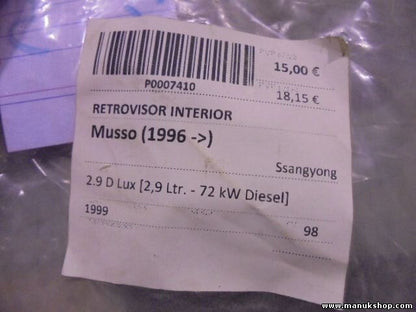 15,00 €
P0007410
18,15 €
RETROVISOR INTERIOR
Musso (1996 ->)
Ssangyong
2.9 D Lux [2,9 Ltr. - 72 kW Diesel]
1999 98
www.manukshop.com